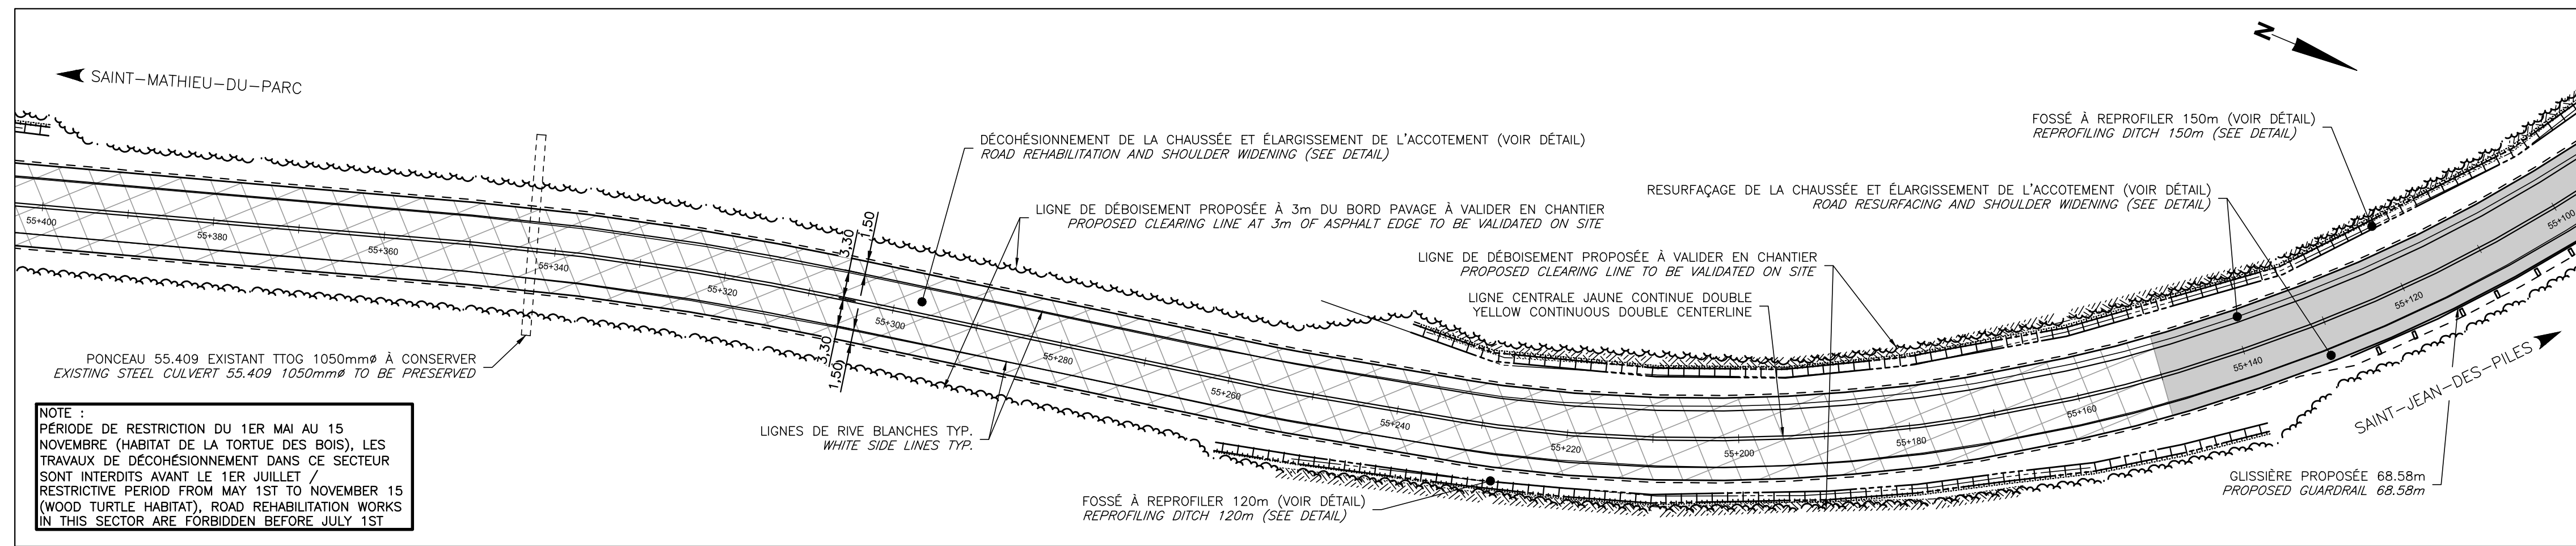 N
SAINT-MATHIEU-DU-PARC
DÉCOHÉSIONNEMENT DE LA CHAUSSÉE ET ÉLARGISSEMENT DE L'ACCOTEMENT (VOIR DÉTAIL)
ROAD REHABILITATION AND SHOULDER WIDENING (SEE DETAIL)
FOSSÉ À REPROFILER 150m (VOIR DÉTAIL)
REPROFILING DITCH 150m (SEE DETAIL)
RESURFAÇAGE DE LA CHAUSSÉE ET ÉLARGISSEMENT DE L'ACCOTEMENT (VOIR DÉTAIL)
ROAD RESURFACING AND SHOULDER WIDENING (SEE DETAIL)
LIGNE DE DÉBOISEMENT PROPOSÉE À 3m DU BORD PAVAGE À VALIDER EN CHANTIER
PROPOSED CLEARING LINE AT 3m OF ASPHALT EDGE TO BE VALIDATED ON SITE
LIGNE DE DÉBOISEMENT PROPOSÉE À VALIDER EN CHANTIER
PROPOSED CLEARING LINE TO BE VALIDATED ON SITE
LIGNE CENTRALE JAUNE CONTINUE DOUBLE
YELLOW CONTINUOUS DOUBLE CENTERLINE
1,50
3,30
3,30
1,50
55+400
55+380
55+360
55+340
55+320
55+300
55+280
55+260
55+240
55+220
55+200
55+180
55+160
55+140
55+120
55+100
PONCEAU 55.409 EXISTANT TTOG 1050mmø À CONSERVER
EXISTING STEEL CULVERT 55.409 1050mmø TO BE PRESERVED
LIGNES DE RIVE BLANCHES TYP.
WHITE SIDE LINES TYP.
SAINT-JEAN-DES-PILES
GLISSIÈRE PROPOSÉE 68.58m
PROPOSED GUARDRAIL 68.58m
FOSSÉ À REPROFILER 120m (VOIR DÉTAIL)
REPROFILING DITCH 120m (SEE DETAIL)
NOTE :
PÉRIODE DE RESTRICTION DU 1ER MAI AU 15
NOVEMBRE (HABITAT DE LA TORTUE DES BOIS), LES
TRAVAUX DE DÉCOHÉSIONNEMENT DANS CE SECTEUR
SONT INTERDITS AVANT LE 1ER JUILLET /
RESTRICTIVE PERIOD FROM MAY 1ST TO NOVEMBER 15
(WOOD TURTLE HABITAT), ROAD REHABILITATION WORKS
IN THIS SECTOR ARE FORBIDDEN BEFORE JULY 1ST